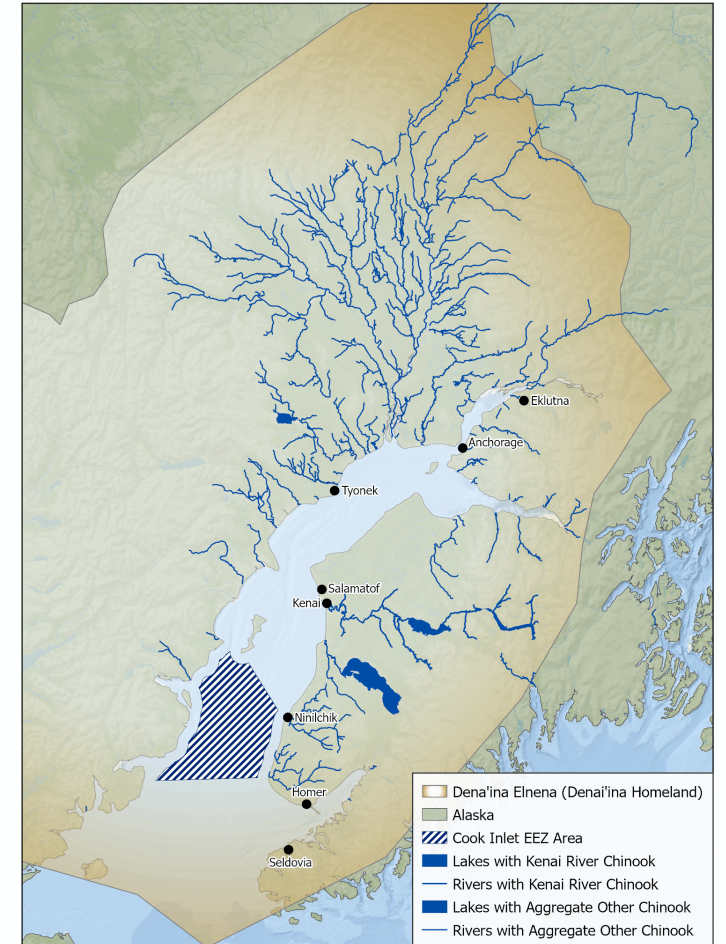 Eklutna
Anchorage
Tyonek
Salamatof
Kenai
Ninilchik
Homer
Seldovia
Dena'ina Elnena (Denai'ina Homeland)
Alaska
Cook Inlet EEZ Area
Lakes with Kenai River Chinook
Rivers with Kenai River Chinook
Lakes with Aggregate Other Chinook
Rivers with Aggregate Other Chinook